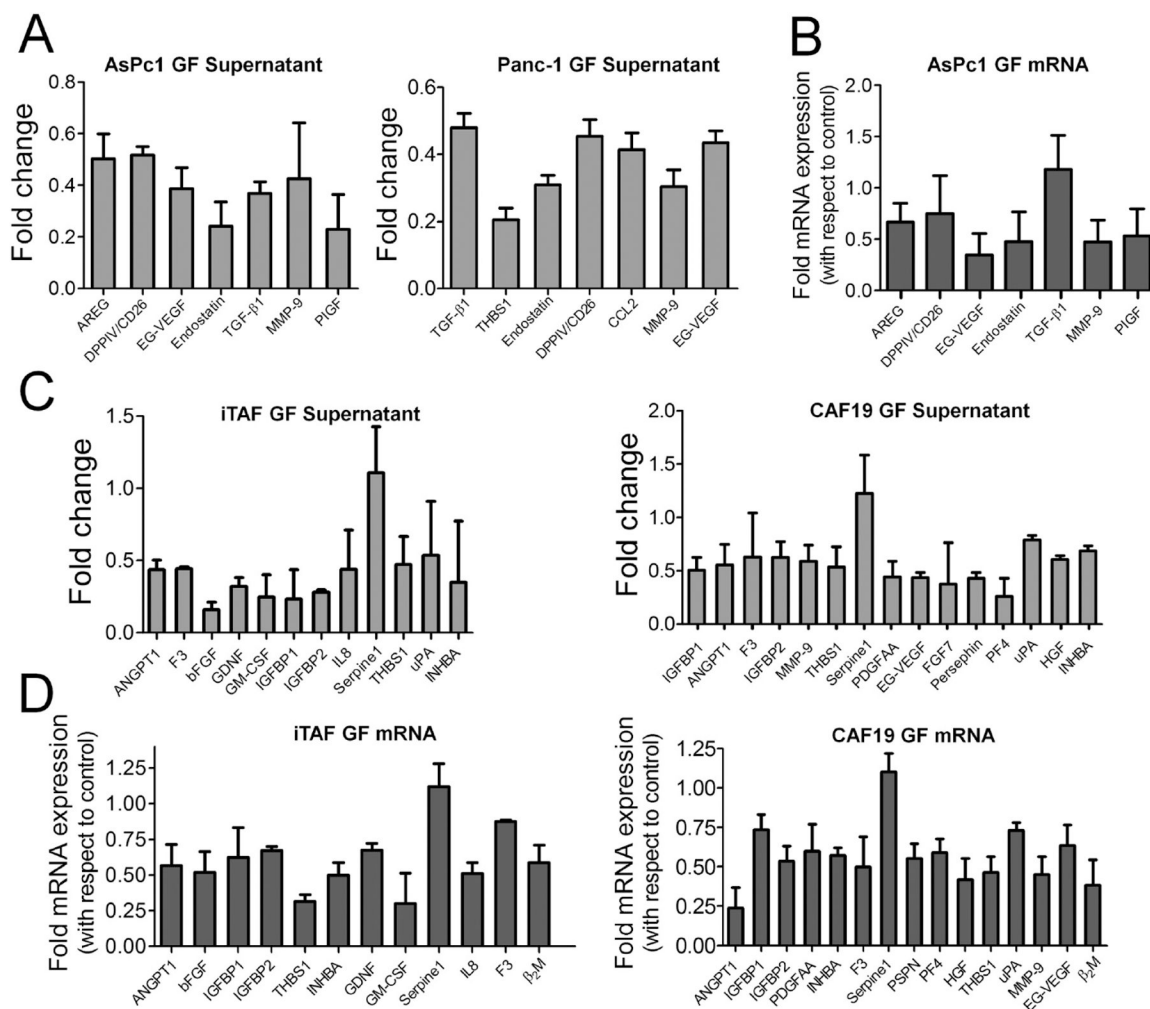 A
B
AsPc1 GF Supernatant
Panc-1 GF Supernatant
AsPc1 GF mRNA
Fold change
0.8
0.6
0.4
0.2
0.0
AREG
DPPIV/CD26
EG-VEGF
Endostatin
TGF-β1
MMP-9
PIGF
Fold change
0.6
0.4
0.2
0.0
TGF-β1
THBS1
Endostatin
DPPIV/CD26
CCL2
MMP-9
EG-VEGF
Fold mRNA expression
(with respect to control)
2.0
1.5
1.0
0.5
0.0
AREG
DPPIV/CD26
EG-VEGF
Endostatin
TGF-β1
MMP-9
PIGF
C
iTAF GF Supernatant
CAF19 GF Supernatant
Fold change
1.5
1.0
0.5
0.0
ANGPT1
F3
bFGF
GDNF
GM-CSF
IGFBP1
IGFBP2
IL8
Serpine1
THBS1
uPA
INHBA
Fold change
2.0
1.5
1.0
0.5
0.0
IGFBP1
ANGPT1
F3
IGFBP2
MMP-9
THBS1
Serpine1
PDGFAA
EG-VEGF
FGF7
Persephin
PF4
uPA
HGF
INHBA
D
iTAF GF mRNA
CAF19 GF mRNA
Fold mRNA expression
(with respect to control)
1.25
1.00
0.75
0.50
0.25
0.00
ANGPT1
bFGF
IGFBP1
IGFBP2
THBS1
INHBA
GDNF
GM-CSF
Serpine1
IL8
F3
β₂M
Fold mRNA expression
(with respect to control)
1.25
1.00
0.75
0.50
0.25
0.00
ANGPT1
IGFBP1
IGFBP2
PDGFAA
INHBA
F3
Serpine1
PSPN
PF4
HGF
THBS1
uPA
MMP-9
EG-VEGF
β₂M